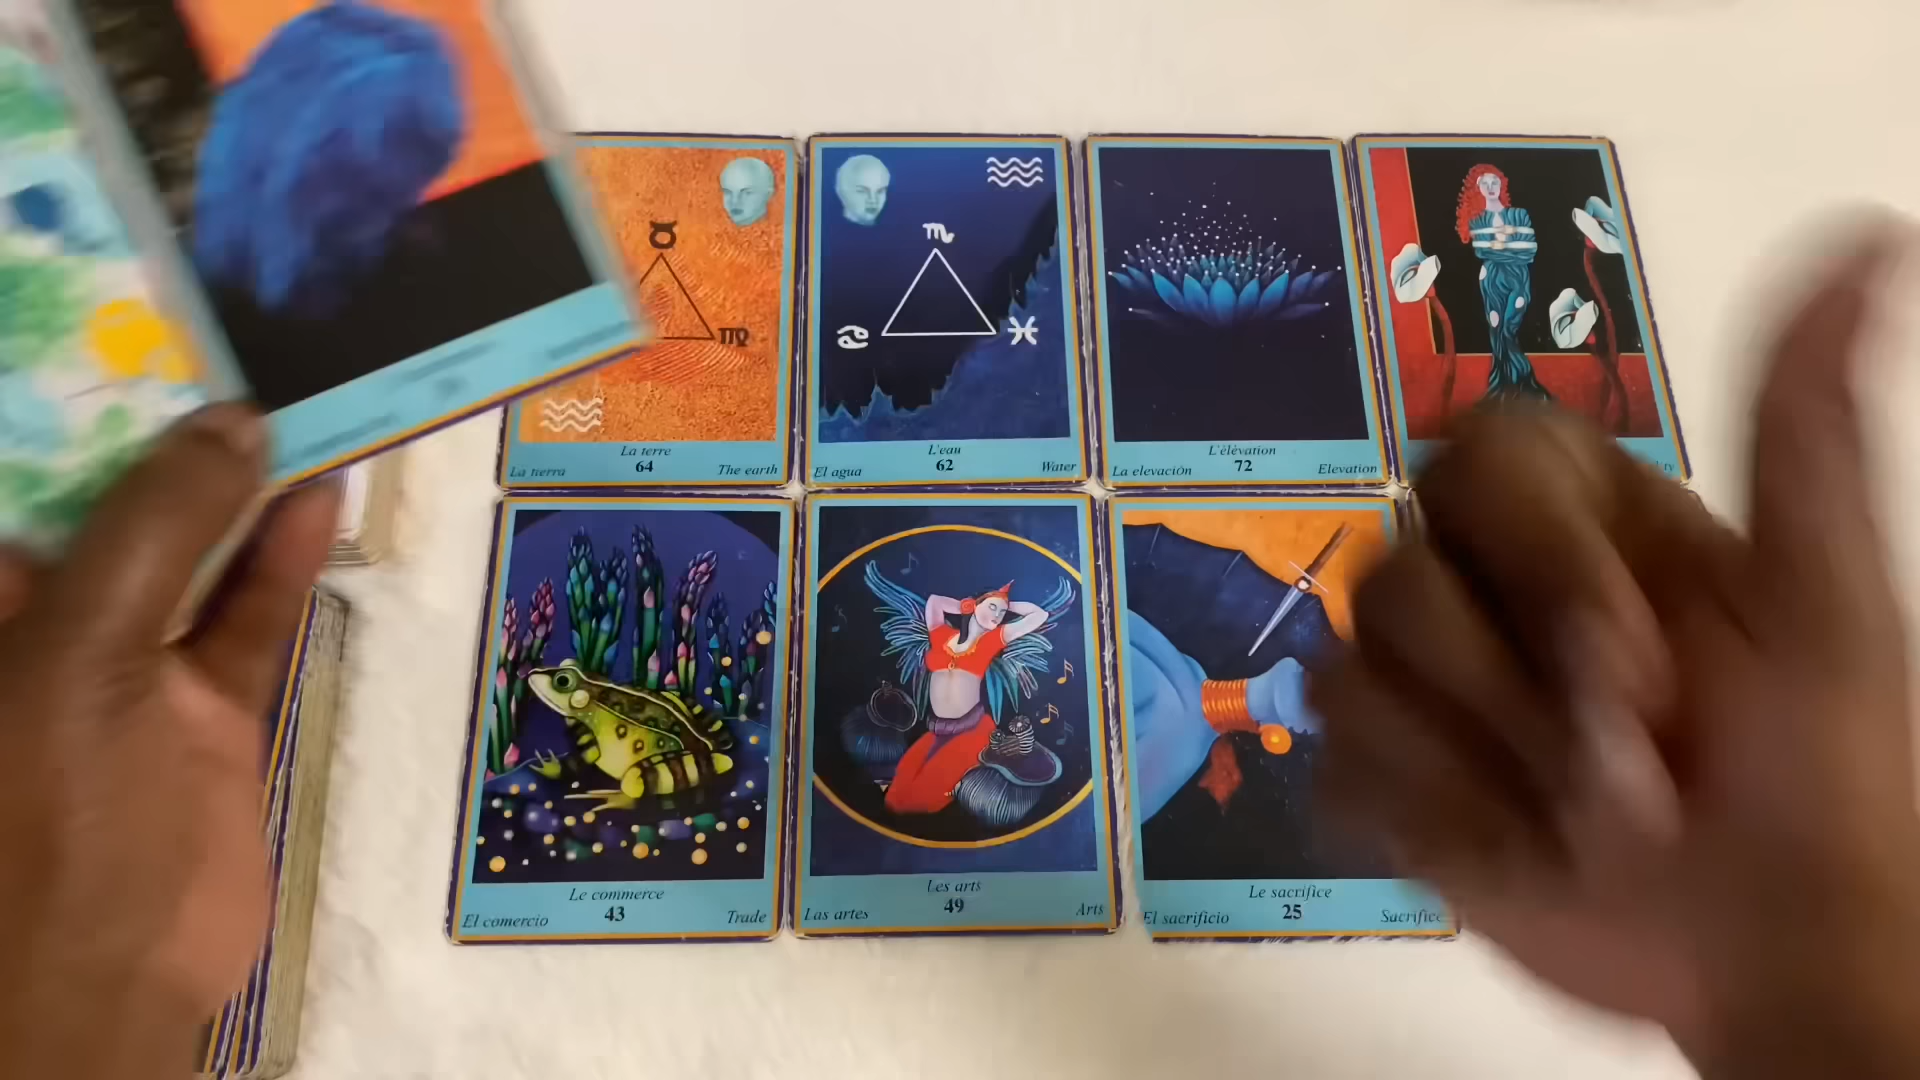 La terre
64
La tierra
The earth
L'eau
62
El agua
Water
L'élévation
72
La elevación
Elevation
Le commerce
43
El comercio
Trade
Les arts
49
Las artes
Arts
Le sacrifice
25
El sacrificio
Sacrifice